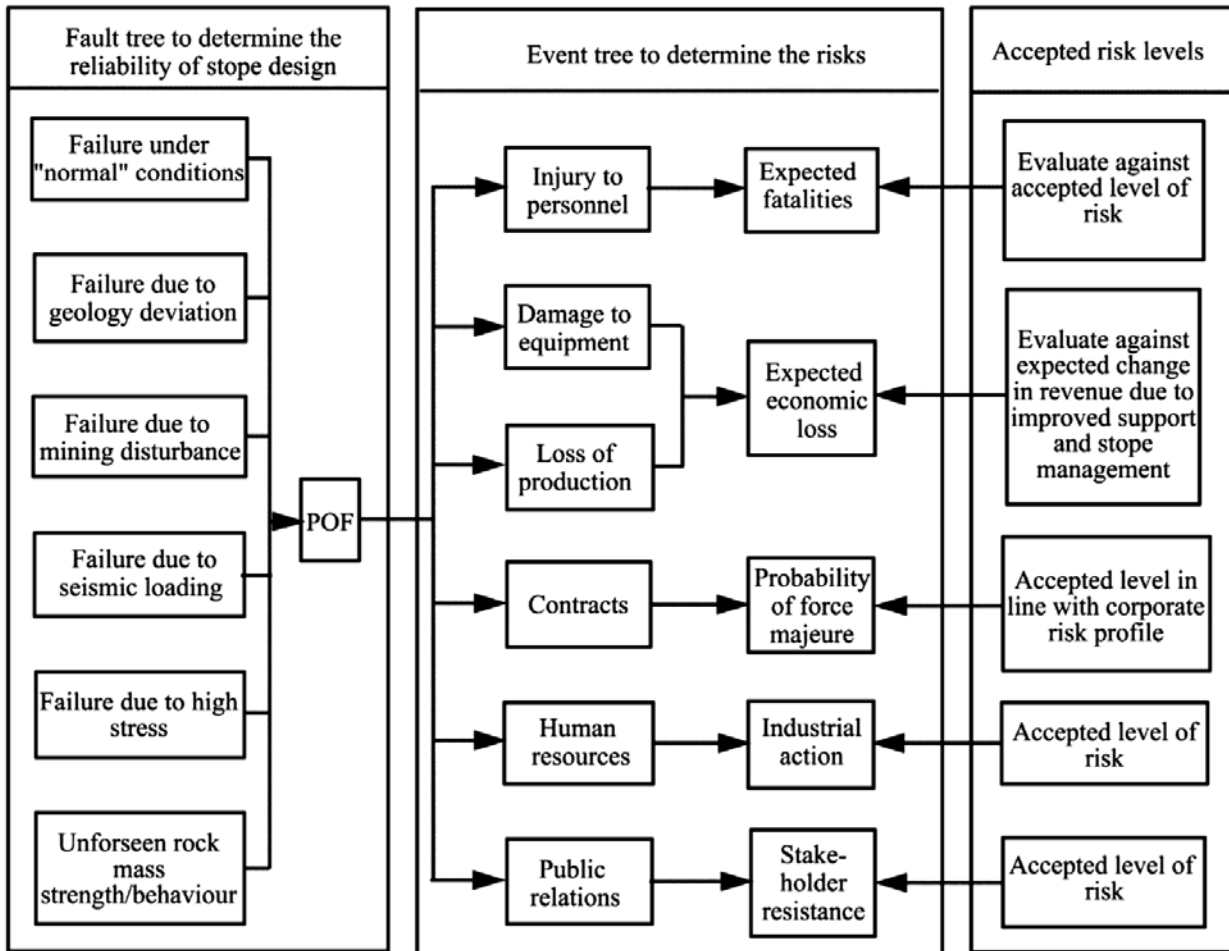 Fault tree to determine the
reliability of stope design
Failure under
"normal" conditions
Failure due to
geology deviation
Failure due to
mining disturbance
Failure due to
seismic loading
Failure due to high
stress
Unforseen rock
mass
strength/behaviour
POF
Event tree to determine the risks
Injury to
personnel
Expected
fatalities
Damage to
equipment
Loss of
production
Expected
economic
loss
Contracts
Probability
of force
majeure
Human
resources
Industrial
action
Public
relations
Stake-
holder
resistance
Accepted risk levels
Evaluate against
accepted level of
risk
Evaluate against
expected change
in revenue due to
improved support
and stope
management
Accepted level in
line with corporate
risk profile
Accepted level of
risk
Accepted level of
risk